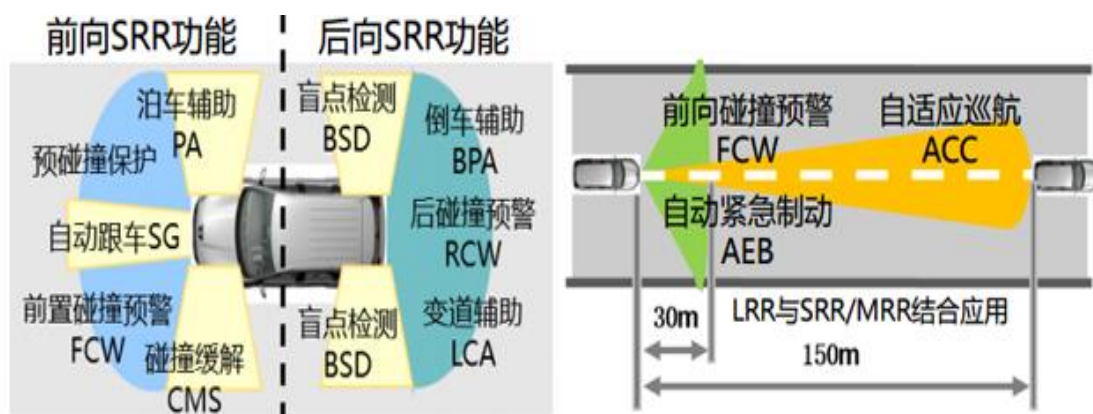 前向SRR功能
后向SRR功能
泊车辅助
PA
预碰撞保护
自动跟车SG
前置碰撞预警
FCW
碰撞缓解
CMS
盲点检测
BSD
倒车辅助
BPA
后碰撞预警
RCW
盲点检测
BSD
变道辅助
LCA
前向碰撞预警
FCW
自适应巡航
ACC
自动紧急制动
AEB
30m
LRR与SRR/MRR结合应用
150m